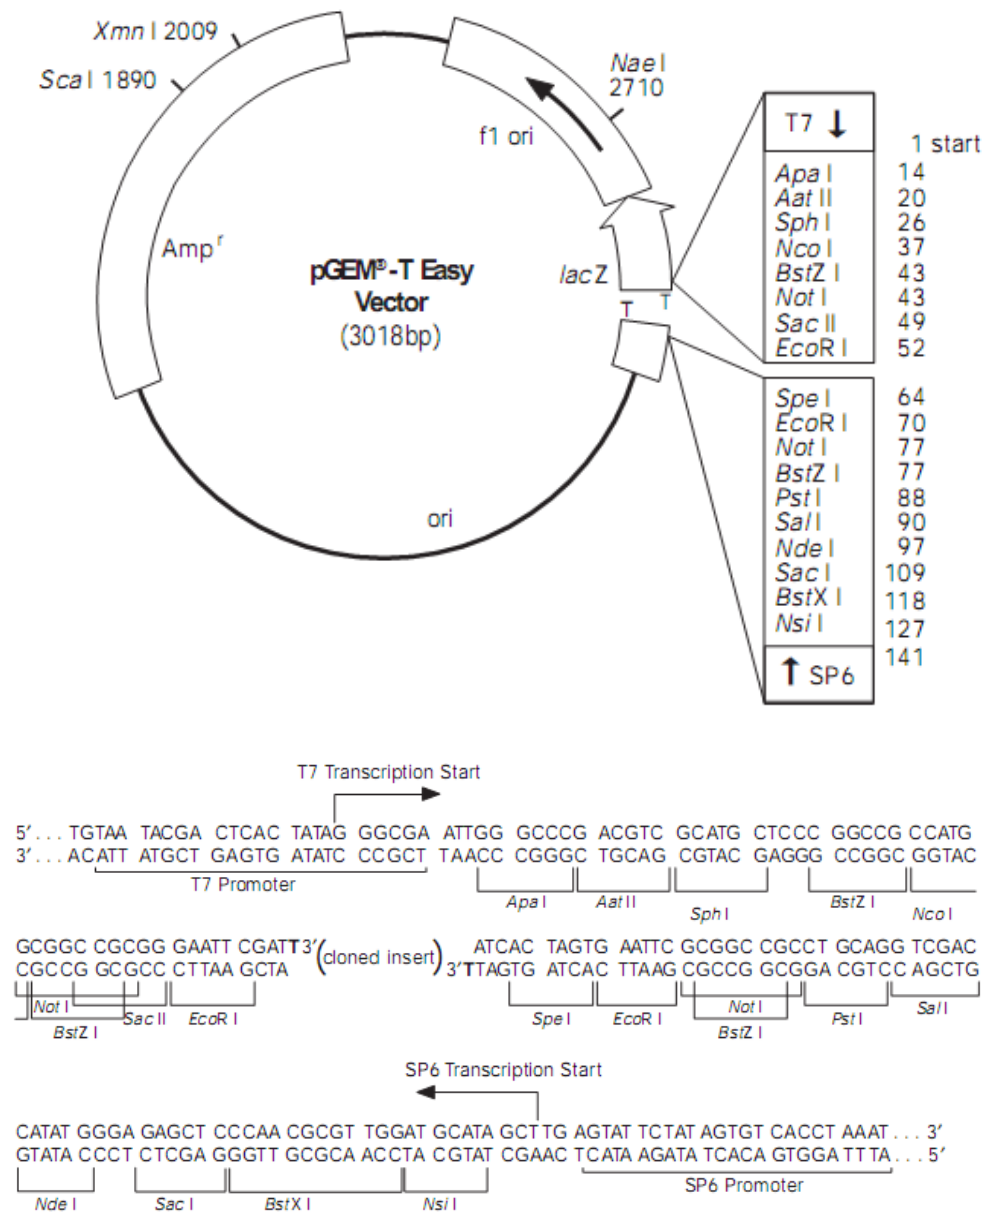 Xmn I 2009
Sca I 1890
Nae I
2710
f1 ori
Amp r
pGEM®-T Easy
Vector
(3018bp)
lacZ
T T
ori
T7 ↓
1 start
Apa I 14
Aat II 20
Sph I 26
Nco I 37
BstZ I 43
Not I 43
Sac II 49
EcoR I 52
Spe I 64
EcoR I 70
Not I 77
BstZ I 77
Pst I 88
Sal I 90
Nde I 97
Sac I 109
BstX I 118
Nsi I 127
141
↑ SP6
T7 Transcription Start
5′ . . . TGTAA TACGA CTCAC TATAG GGCGA ATTGG GCCCG ACGTC GCATG CTCCC GGCCG CCATG
3′ . . . ACATT ATGCT GAGTG ATATC CCGCT TAACC CGGGC TGCAG CGTAC GAGGG CCGGC GGTAC
T7 Promoter
Apa I Aat II Sph I BstZ I Nco I
GCGGC CGCGG GAATT CGATT3′ (cloned insert) ATCAC TAGTG AATTC GCGGC CGCCT GCAGG TCGAC
CGCCG GCGCC CTTAA GCTA 3′TTAGTG ATCAC TTAAG CGCCG GCGGA CGTCC AGCTG
Not I Sac II EcoR I Spe I EcoR I Not I Pst I Sal I
BstZ I BstZ I
SP6 Transcription Start
CATAT GGGA GAGCT CCCAA CGCGT TGGAT GCATA GCTTG AGTAT TCTAT AGTGT CACCT AAAT . . . 3′
GTATA CCCT CTCGAG GGTT GCGCAACC TA CGTAT CGAAC TCATA AGATA TCACA GTGGA TTTA . . . 5′
Nde I Sac I BstX I Nsi I
SP6 Promoter